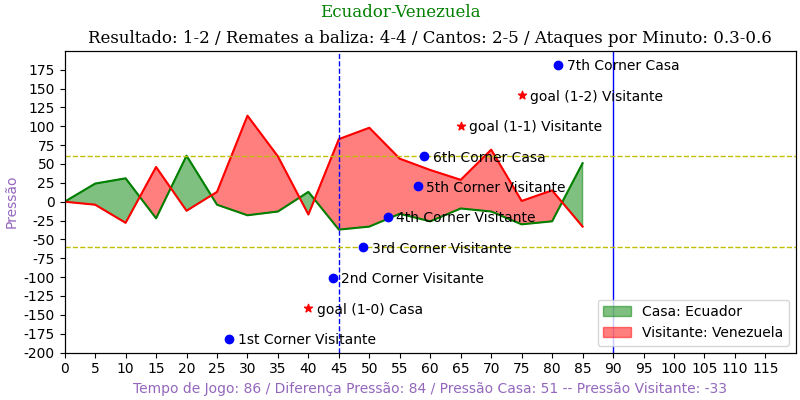 Ecuador-Venezuela
Resultado: 1-2 / Remates a baliza: 4-4 / Cantos: 2-5 / Ataques por Minuto: 0.3-0.6
Pressão
175
150
125
100
75
50
25
0
-25
-50
-75
-100
-125
-150
-175
-200
7th Corner Casa
goal (1-2) Visitante
goal (1-1) Visitante
6th Corner Casa
5th Corner Visitante
4th Corner Visitante
3rd Corner Visitante
2nd Corner Visitante
goal (1-0) Casa
1st Corner Visitante
Casa: Ecuador
Visitante: Venezuela
0 5 10 15 20 25 30 35 40 45 50 55 60 65 70 75 80 85 90 95 100 105 110 115
Tempo de Jogo: 86 / Diferença Pressão: 84 / Pressão Casa: 51 -- Pressão Visitante: -33